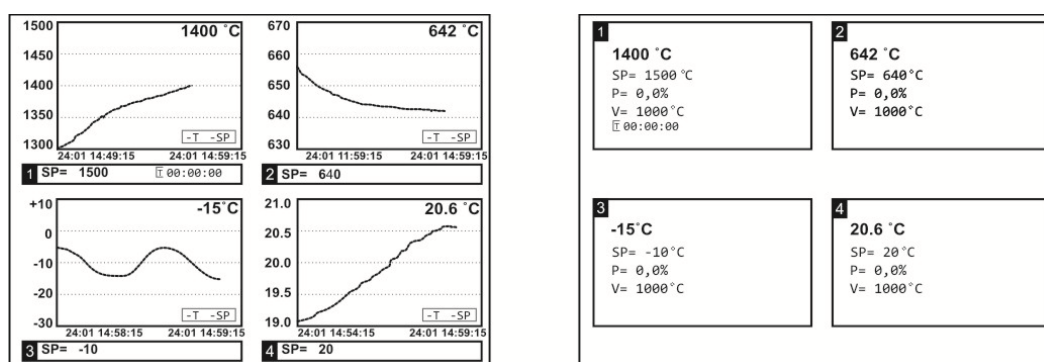 1500
1400 °C
1450
1400
1350
1300
-T -SP
24:01 14:49:15 24:01 14:59:15
1 SP= 1500 T 00:00:00
670
642 °C
660
650
640
630
-T -SP
24:01 11:59:15 24:01 14:59:15
2 SP= 640
+10
-15°C
0
-10
-20
-30
-T -SP
24:01 14:58:15 24:01 14:59:15
3 SP= -10
21.0
20.6 °C
20.5
20.0
19.5
19.0
-T -SP
24:01 14:54:15 24:01 14:59:15
4 SP= 20
1
1400 °C
SP= 1500 °C
P= 0,0%
V= 1000°C
T 00:00:00
2
642 °C
SP= 640°C
P= 0,0%
V= 1000°C
3
-15°C
SP= -10°C
P= 0,0%
V= 1000°C
4
20.6 °C
SP= 20°C
P= 0,0%
V= 1000°C